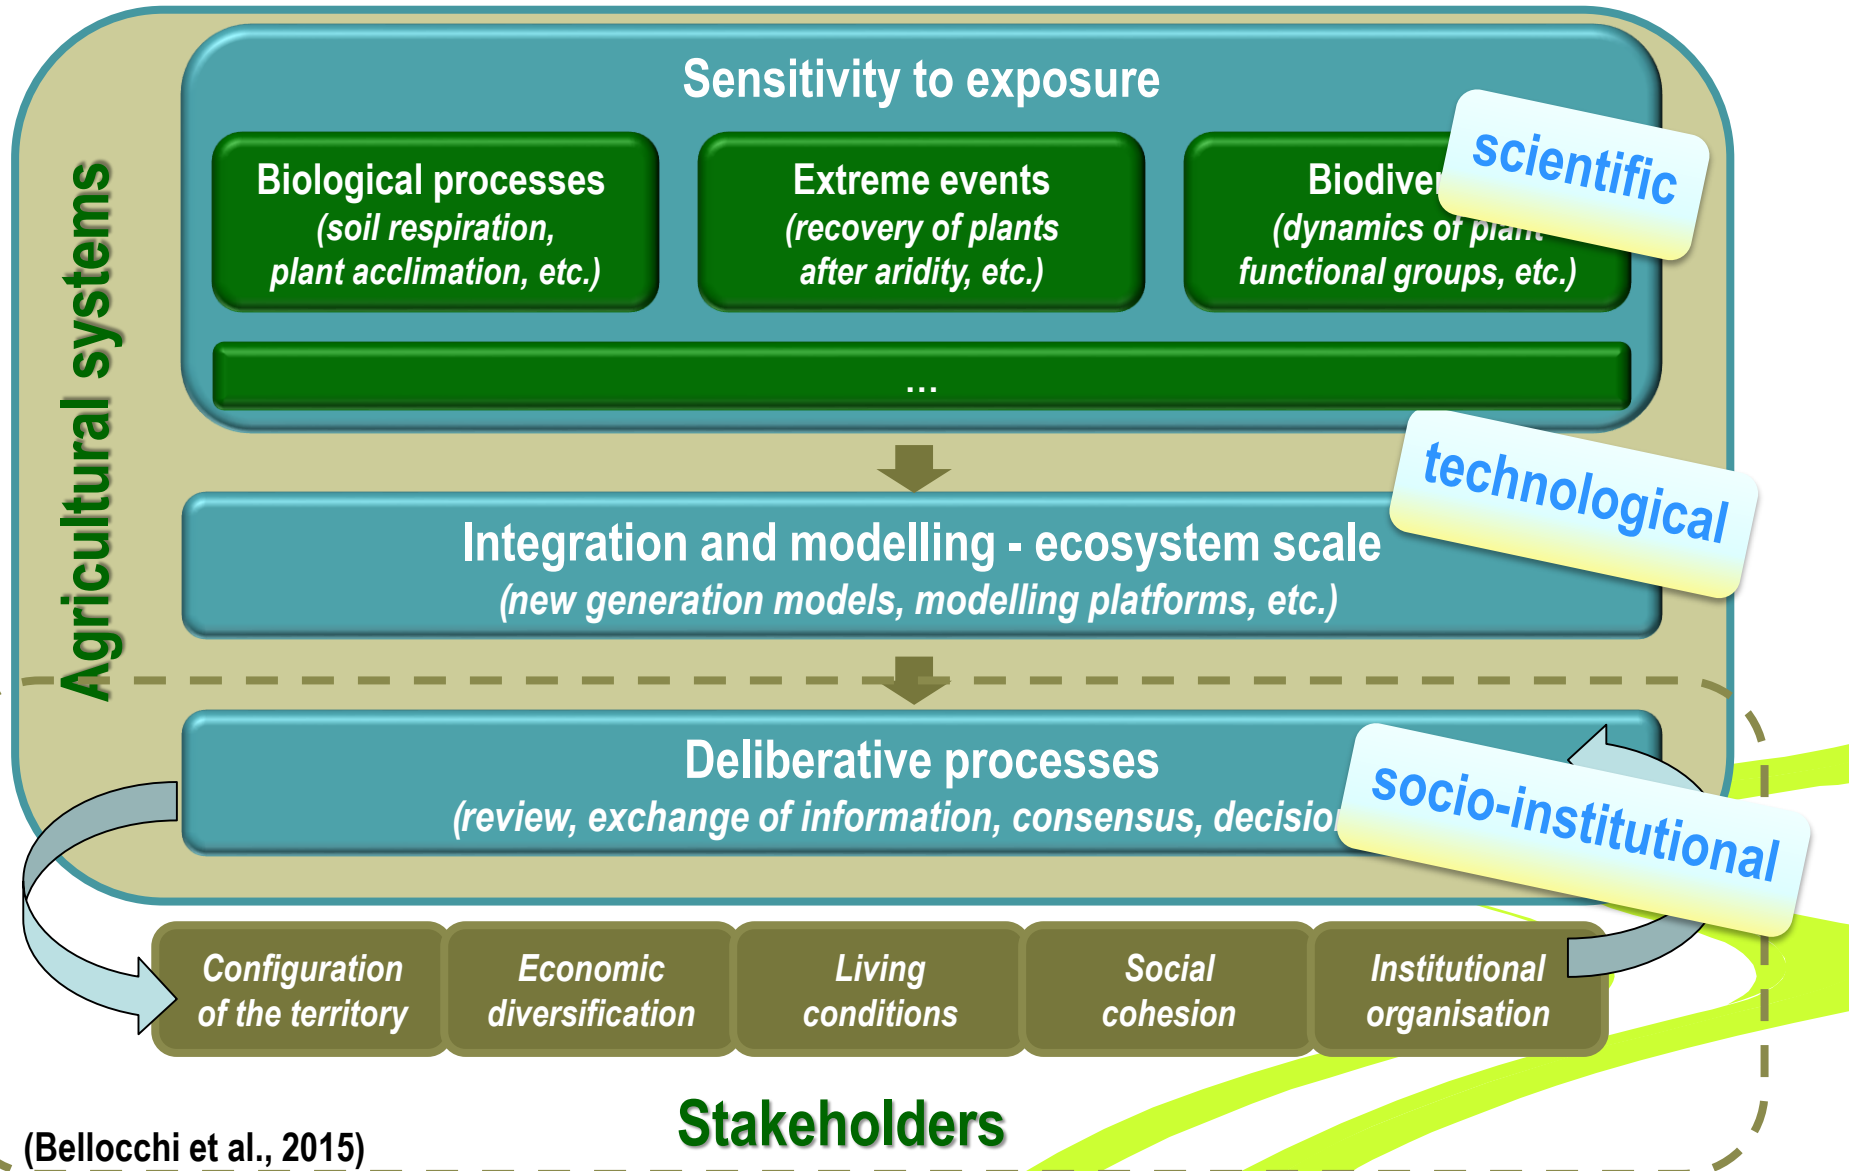 Agricultural systems
Sensitivity to exposure
scientific
Biological processes
(soil respiration,
plant acclimation, etc.)
Extreme events
(recovery of plants
after aridity, etc.)
(dynamics of plant
functional groups, etc.)
...
technological
Integration and modelling - ecosystem scale
(new generation models, modelling platforms, etc.)
Deliberative processes
(review, exchange of information, consensus,
socio-institutional
Configuration
of the territory
Economic
diversification
Living
conditions
Social
cohesion
Institutional
organisation
Stakeholders
(Bellocchi et al., 2015)